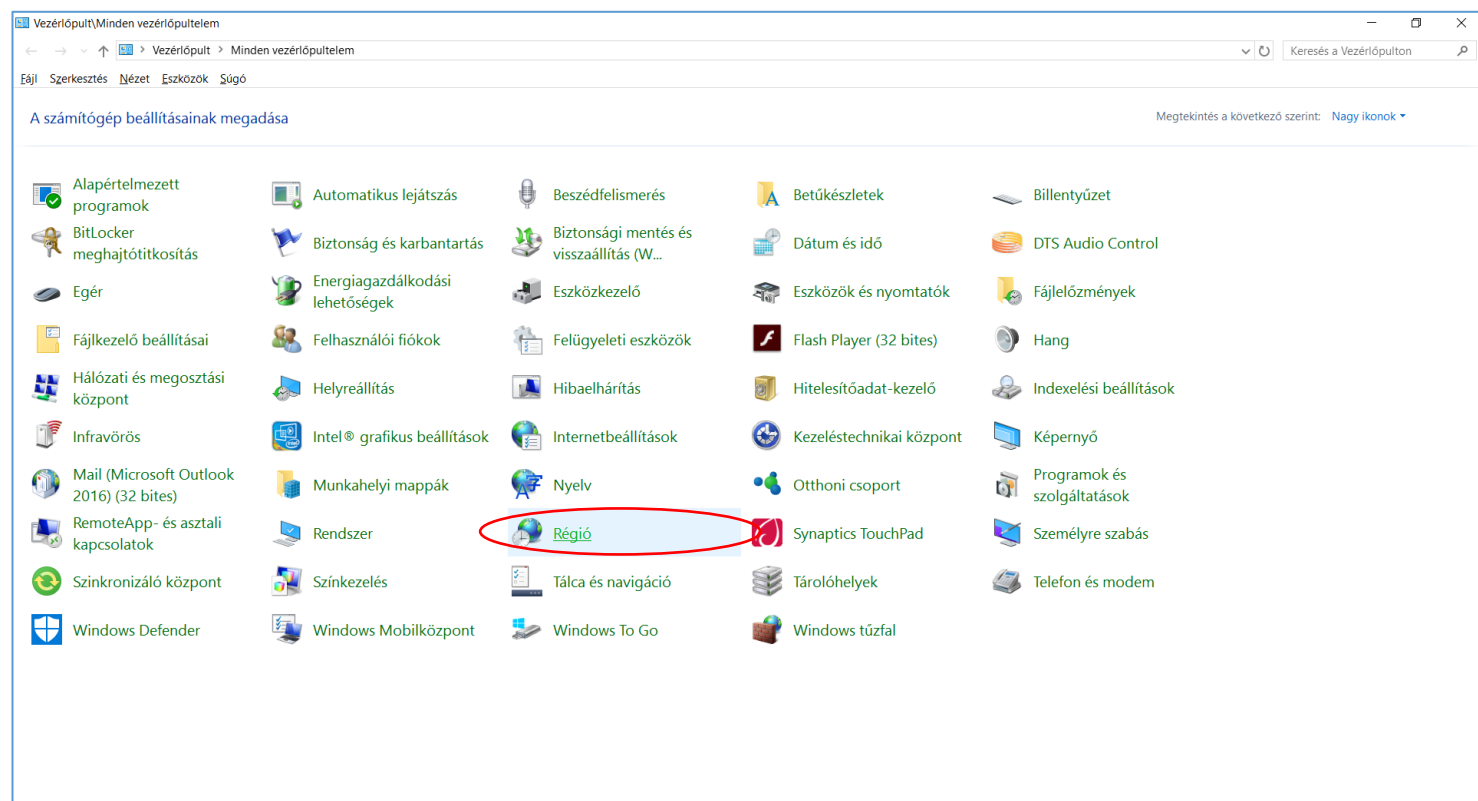 Vezérlőpult\Minden vezérlőpultelem
Vezérlőpult > Minden vezérlőpultelem
Keresés a Vezérlőpulton
Fájl Szerkesztés Nézet Eszközök Súgó
A számítógép beállításainak megadása
Megtekintés a következő szerint: Nagy ikonok
Alapértelmezett
programok
Automatikus lejátszás
Beszédfelismerés
Betűkészletek
Billentyűzet
BitLocker
meghajtótitkosítás
Biztonság és karbantartás
Biztonsági mentés és
visszaállítás (W...
Dátum és idő
DTS Audio Control
Egér
Energiagazdálkodási
lehetőségek
Eszközkezelő
Eszközök és nyomtatók
Fájlelőzmények
Fájlkezelő beállításai
Felhasználói fiókok
Felügyeleti eszközök
Flash Player (32 bites)
Hang
Hálózati és megosztási
központ
Helyreállítás
Hibaelhárítás
Hitelesítőadat-kezelő
Indexelési beállítások
Infravörös
Intel® grafikus beállítások
Internetbeállítások
Kezeléstechnikai központ
Képernyő
Mail (Microsoft Outlook
2016) (32 bites)
Munkahelyi mappák
Nyelv
Otthoni csoport
Programok és
szolgáltatások
RemoteApp- és asztali
kapcsolatok
Rendszer
Régió
Synaptics TouchPad
Személyre szabás
Szinkronizáló központ
Színkezelés
Tálca és navigáció
Tárolóhelyek
Telefon és modem
Windows Defender
Windows Mobilközpont
Windows To Go
Windows tűzfal